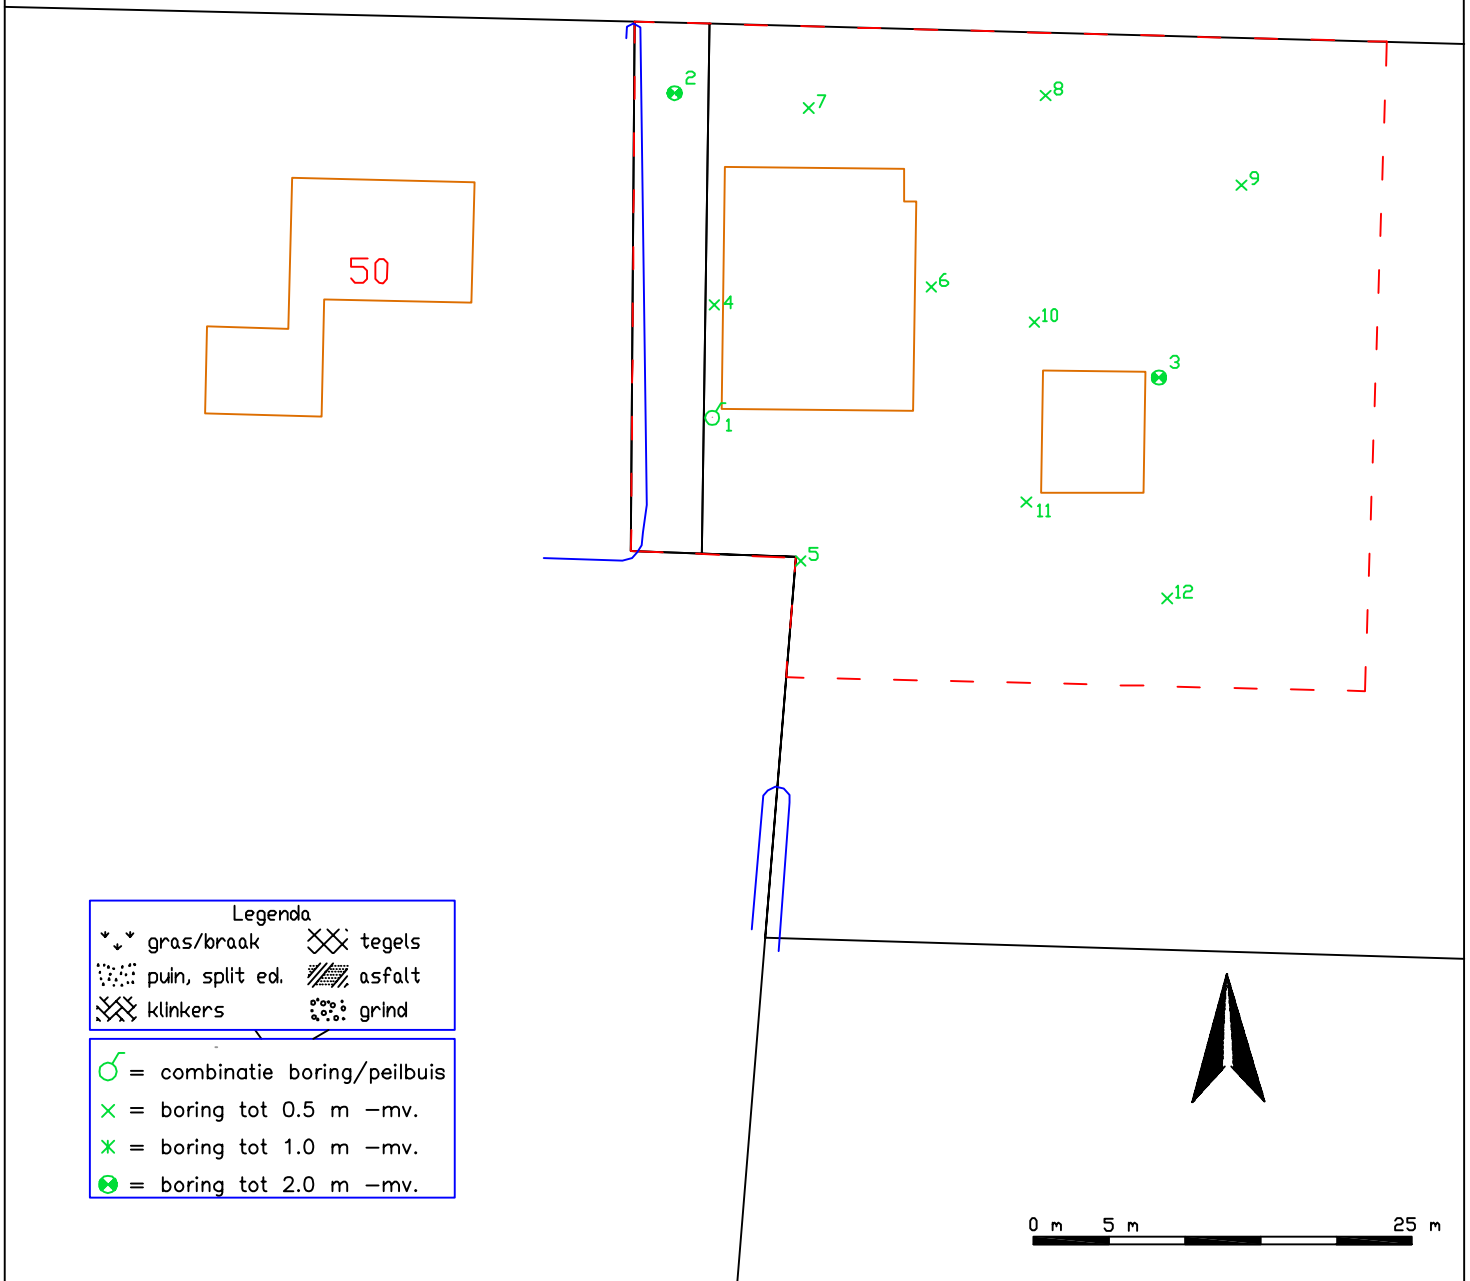 2
7
8
9
50
6
4
10
3
1
11
5
12
Legenda
gras/braak tegels
puin, split ed. asfalt
klinkers grind
= combinatie boring/peilbuis
= boring tot 0.5 m -mv.
= boring tot 1.0 m -mv.
= boring tot 2.0 m -mv.
0 m 5 m 25 m